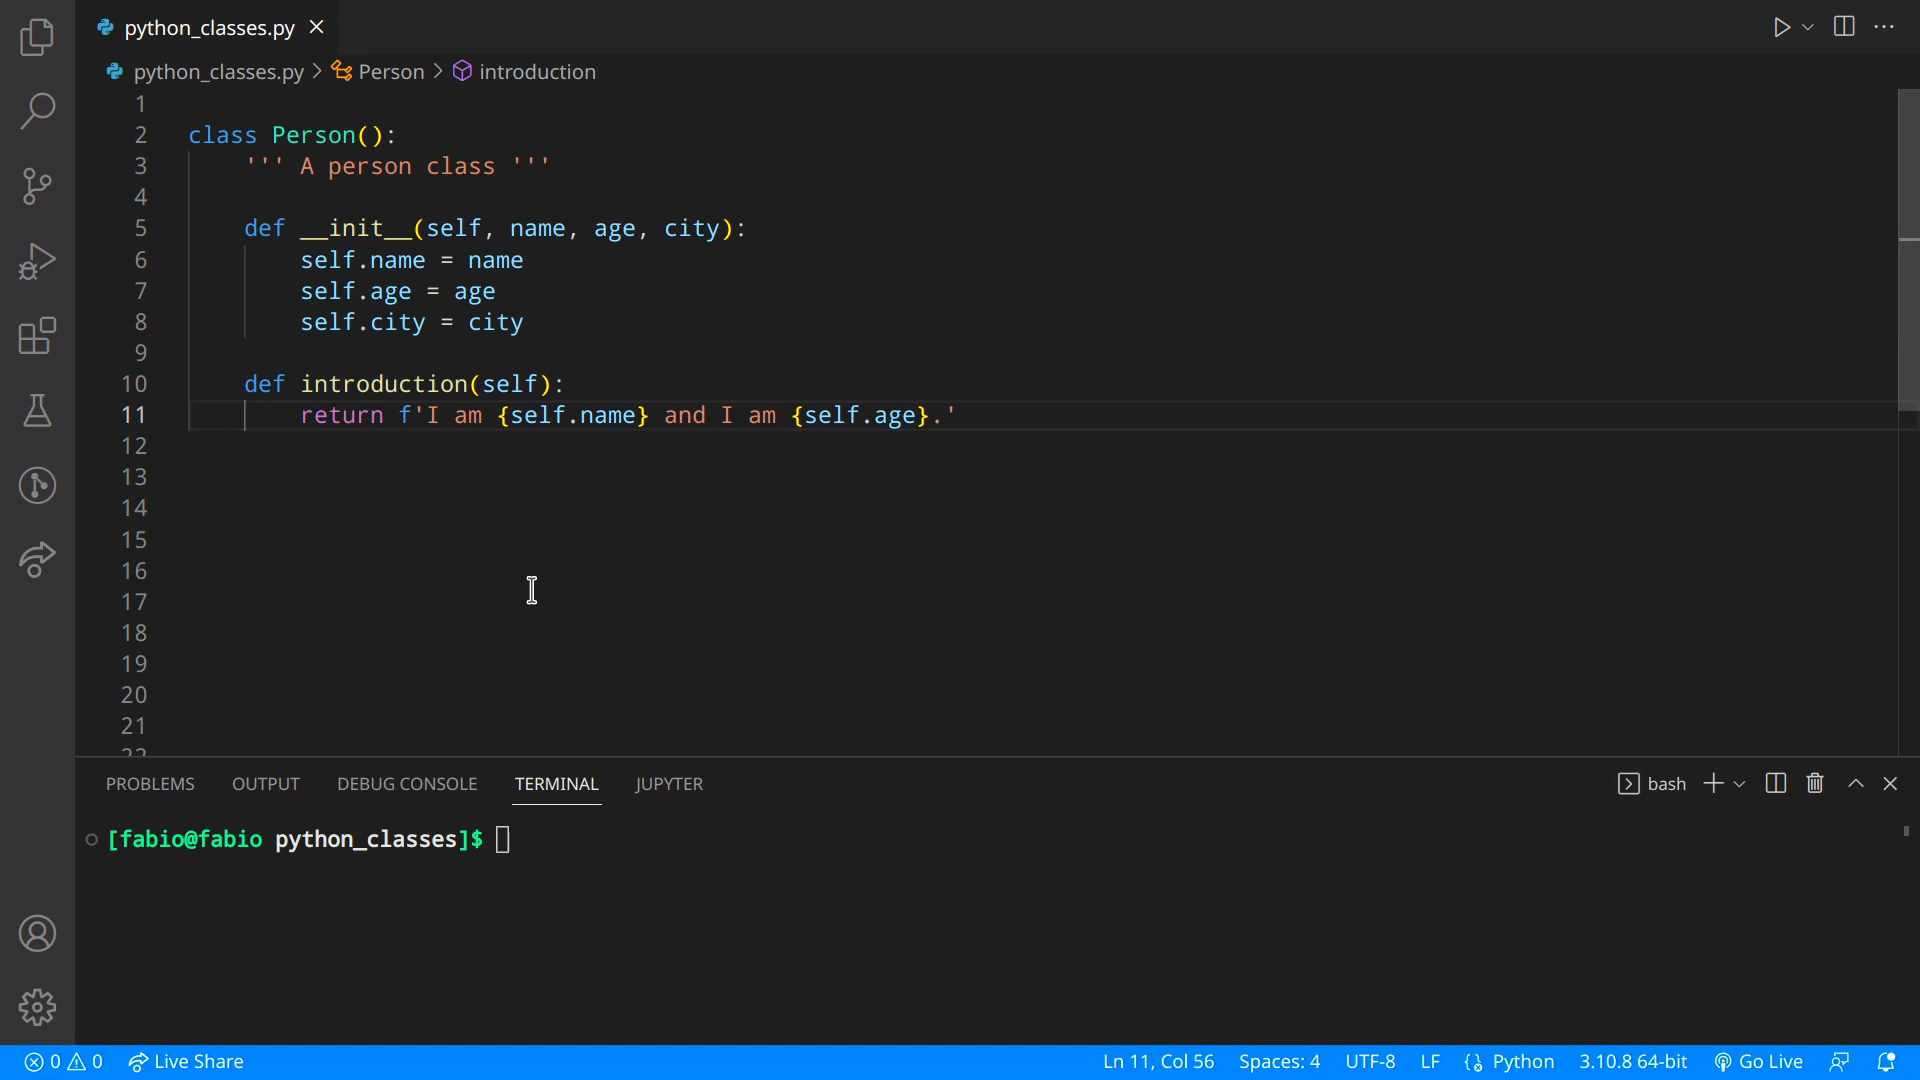 python_classes.py
python_classes.py > Person > introduction
1
2 class Person():
3 ''' A person class '''
4
5 def __init__(self, name, age, city):
6 self.name = name
7 self.age = age
8 self.city = city
9
10 def introduction(self):
11 return f'I am {self.name} and I am {self.age}.'
12
13
14
15
16
17
18
19
20
21
22
PROBLEMS OUTPUT DEBUG CONSOLE TERMINAL JUPYTER bash
[fabio@fabio python_classes]$
0 0 Live Share Ln 11, Col 56 Spaces: 4 UTF-8 LF Python 3.10.8 64-bit Go Live